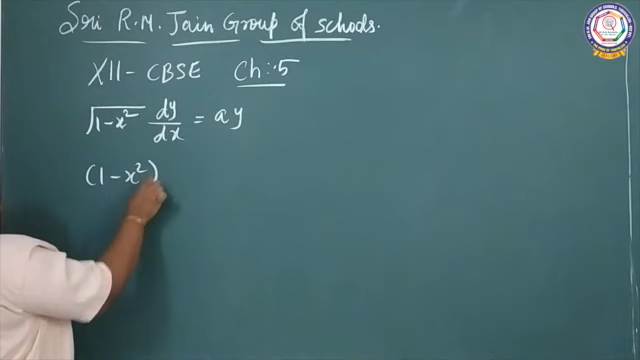 Sri R.M. Jain Group of schools.
XII- CBSE Ch:-5
√1-x² dy/dx = ay
(1-x²)